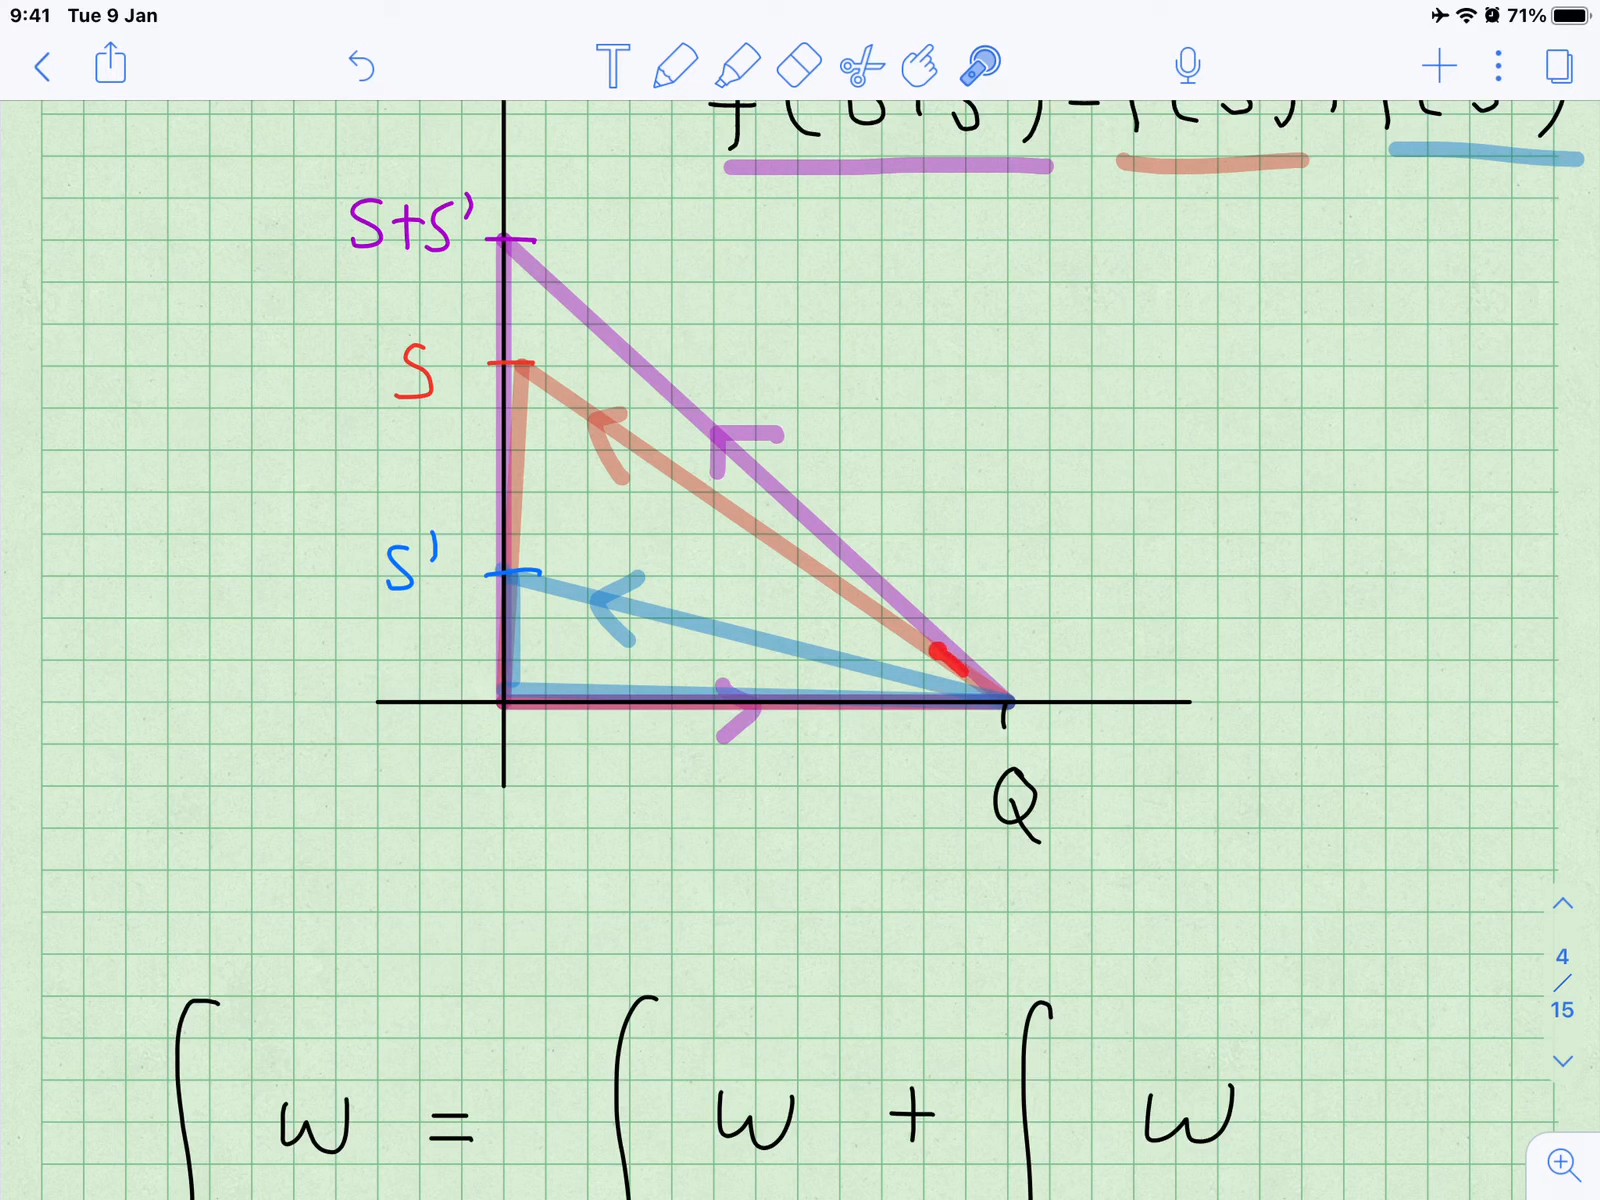 9:41 Tue 9 Jan 71%
T
f(s+s')
S+S'
S
S'
Q
4
/
15
∫ ω = ∫ ω + ∫ ω